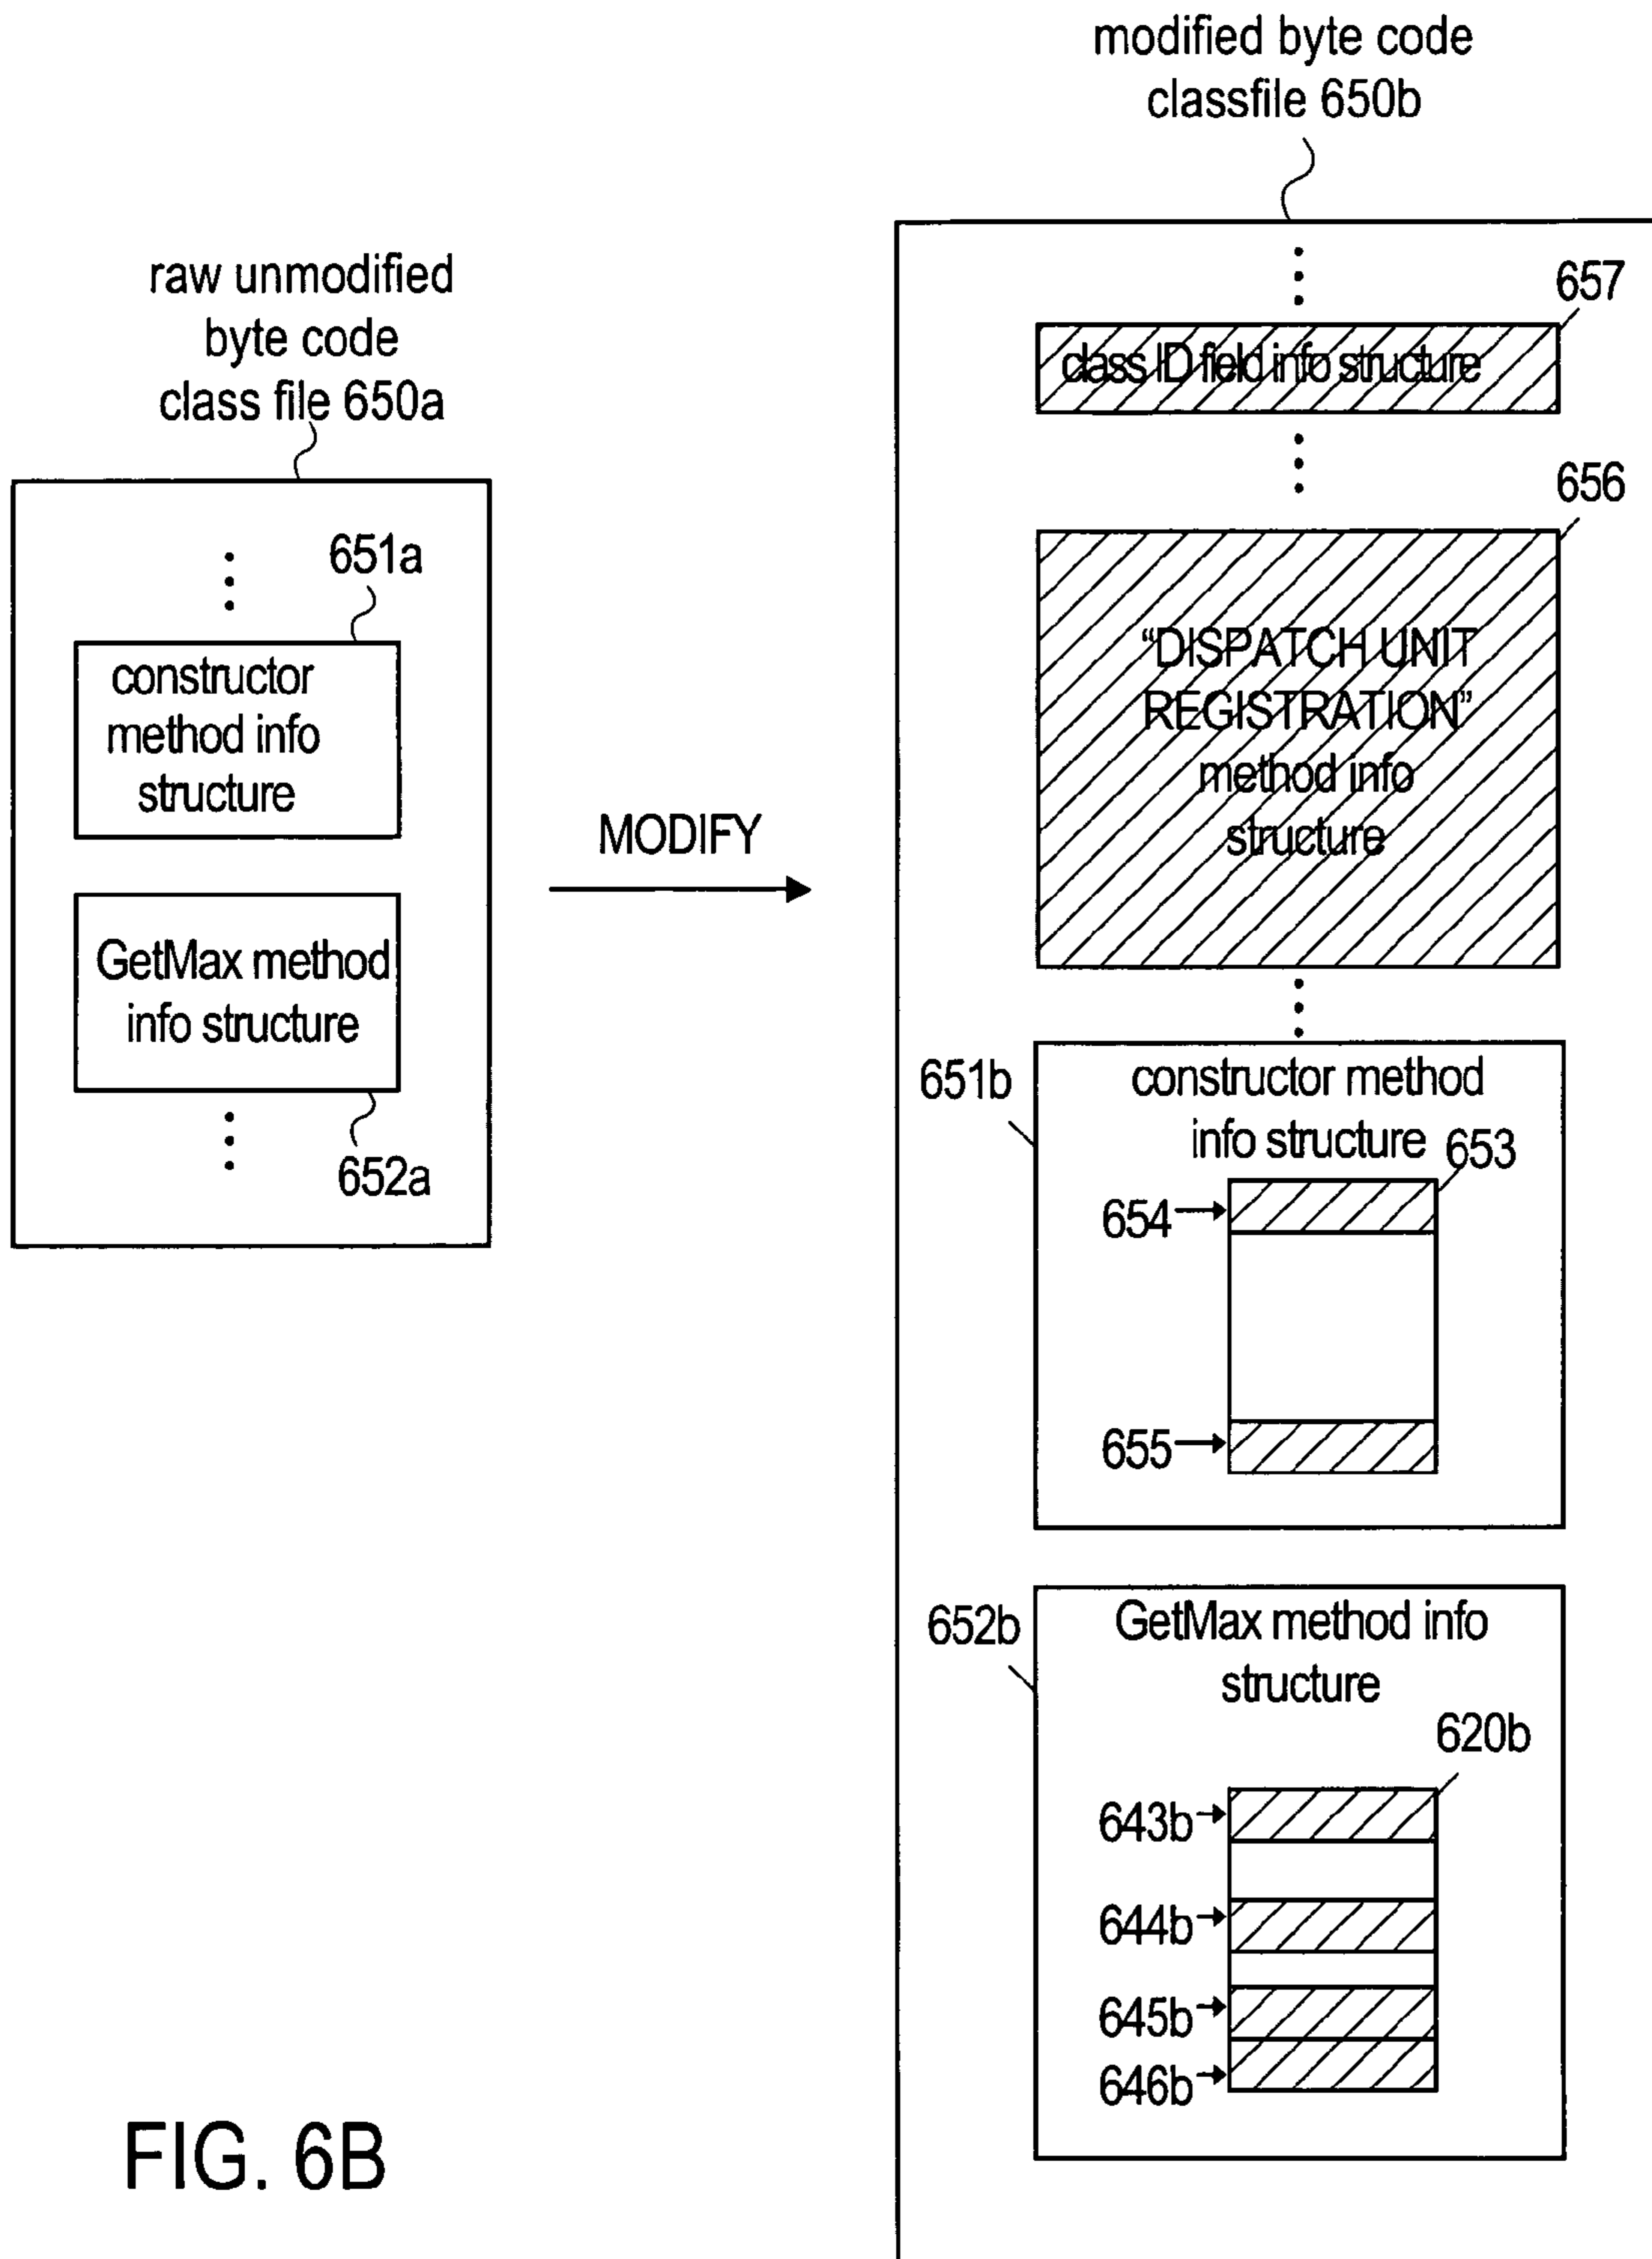 modified byte code
classfile 650b
raw unmodified
byte code
class file 650a
657
class ID field info structure
656
651a
constructor
method info
structure
"DISPATCH UNIT
REGISTRATION"
method info
structure
MODIFY
GetMax method
info structure
652a
651b
constructor method
info structure
653
654
655
652b
GetMax method info
structure
620b
643b
644b
645b
646b
FIG. 6B